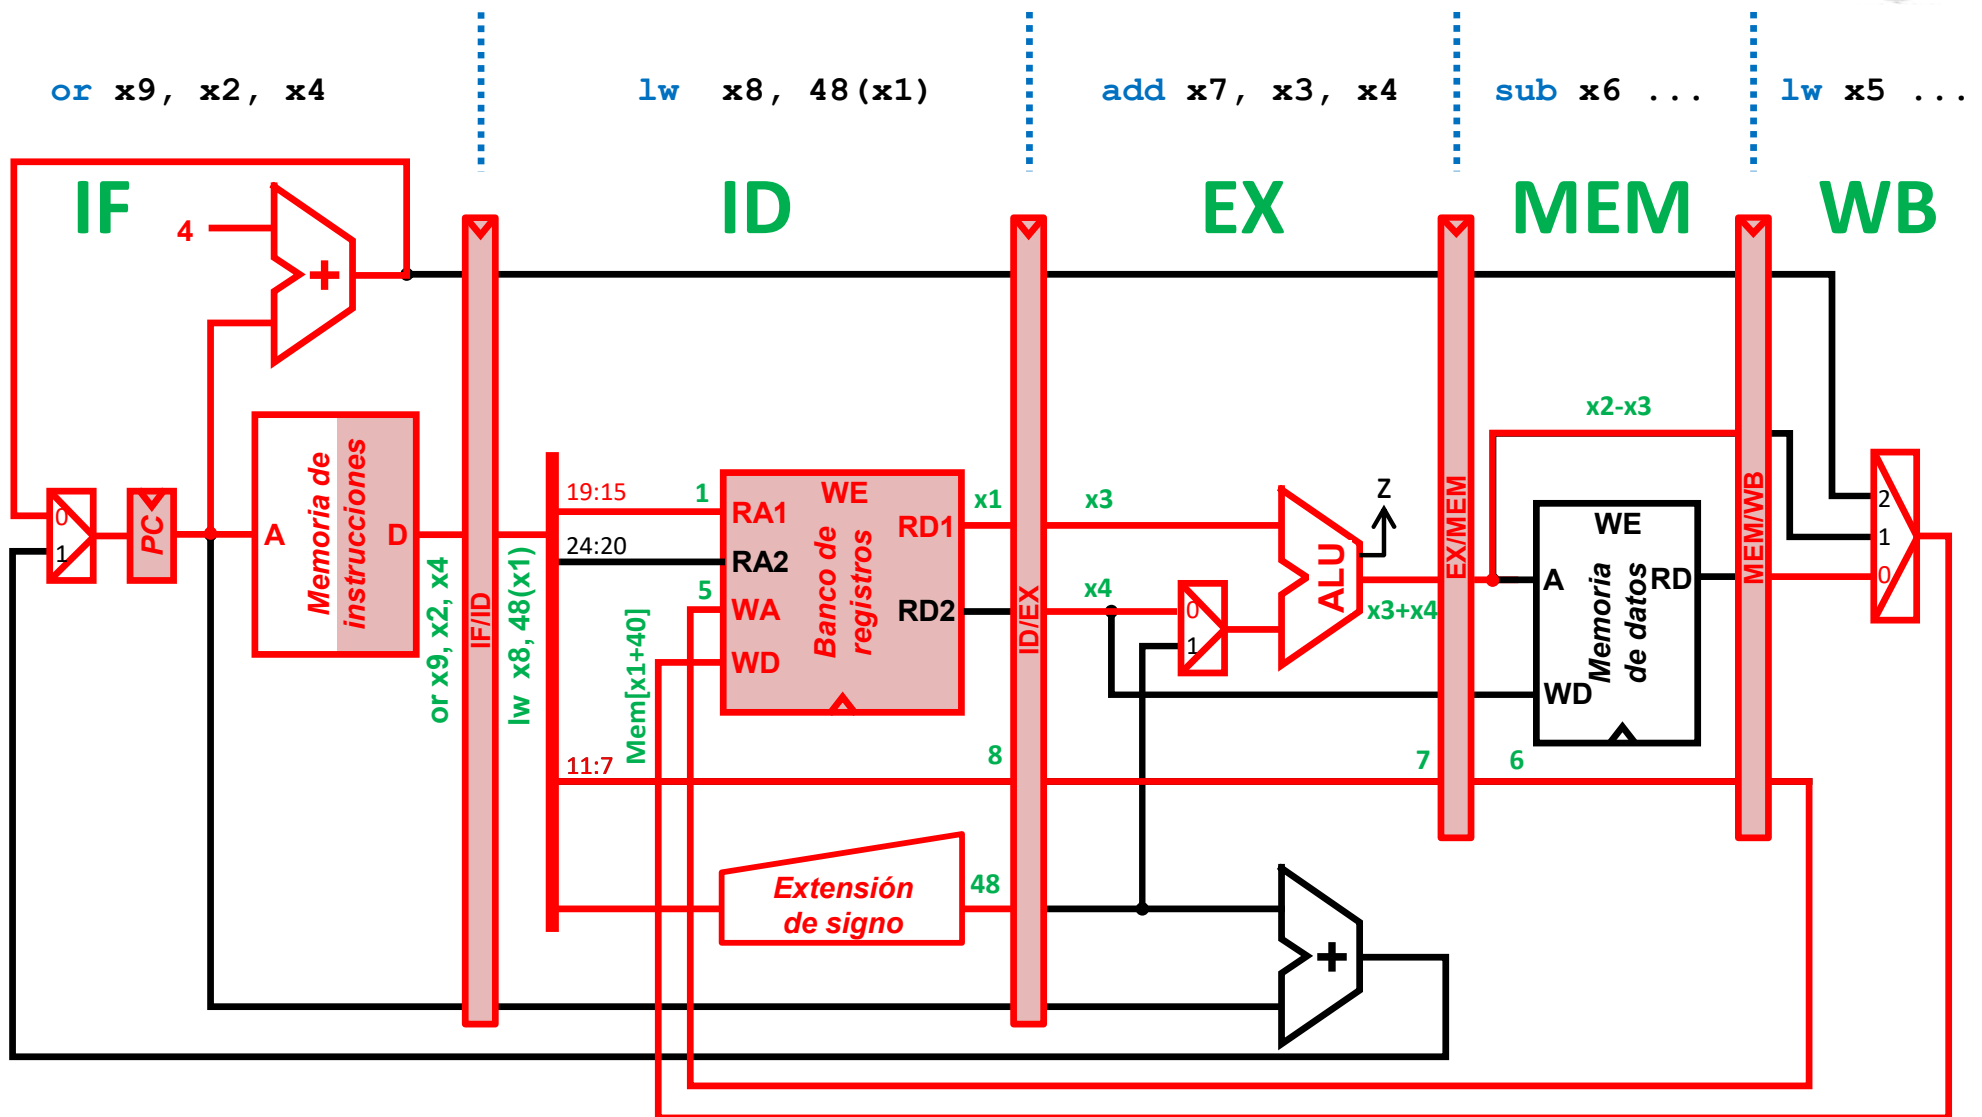 or x9, x2, x4
lw x8, 48(x1)
add x7, x3, x4
sub x6 ...
lw x5 ...
IF
ID
EX
MEM
WB
4
+
0
1
PC
A
D
Memoria de
instrucciones
or x9, x2, x4
IF/ID
lw x8, 48(x1)
19:15
24:20
11:7
1
5
Mem[x1+40]
RA1
RA2
WA
WD
WE
RD1
RD2
Banco de
registros
x1
8
Extensión
de signo
48
ID/EX
x3
x4
0
1
ALU
Z
x3+x4
7
+
EX/MEM
x2-x3
6
WE
A
RD
WD
Memoria
de datos
MEM/WB
2
1
0